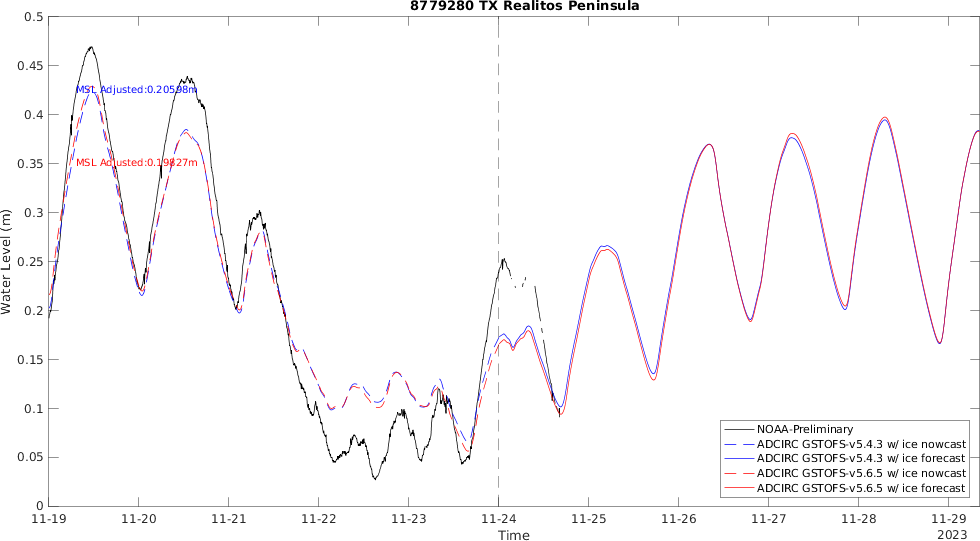 8779280 TX Realitos Peninsula
0.5
0.45
0.4
0.35
0.3
0.25
0.2
0.15
0.1
0.05
0
Water Level (m)
MSL Adjusted:0.20598m
MSL Adjusted:0.19827m
NOAA-Preliminary
ADCIRC GSTOFS-v5.4.3 w/ ice nowcast
ADCIRC GSTOFS-v5.4.3 w/ ice forecast
ADCIRC GSTOFS-v5.6.5 w/ ice nowcast
ADCIRC GSTOFS-v5.6.5 w/ ice forecast
11-19 11-20 11-21 11-22 11-23 11-24 11-25 11-26 11-27 11-28 11-29
Time
2023